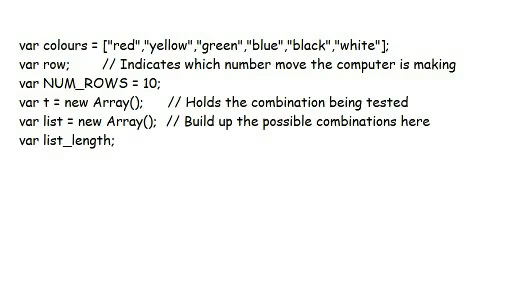 var colours = ["red","yellow","green","blue","black","white"];
var row;        // Indicates which number move the computer is making
var NUM_ROWS = 10;
var t = new Array();      // Holds the combination being tested
var list = new Array();  // Build up the possible combinations here
var list_length;